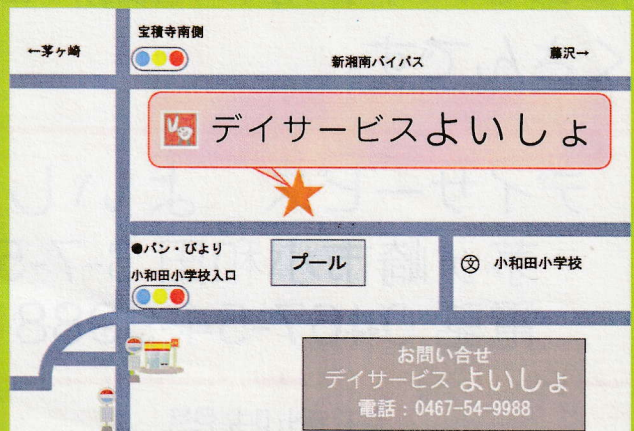 宝積寺南側
←茅ヶ崎
新湘南バイパス
藤沢→
デイサービスよいしょ
●パン・びより
小和田小学校入口
プール
文 小和田小学校
お問い合せ
デイサービス よいしょ
電話：0467-54-9988